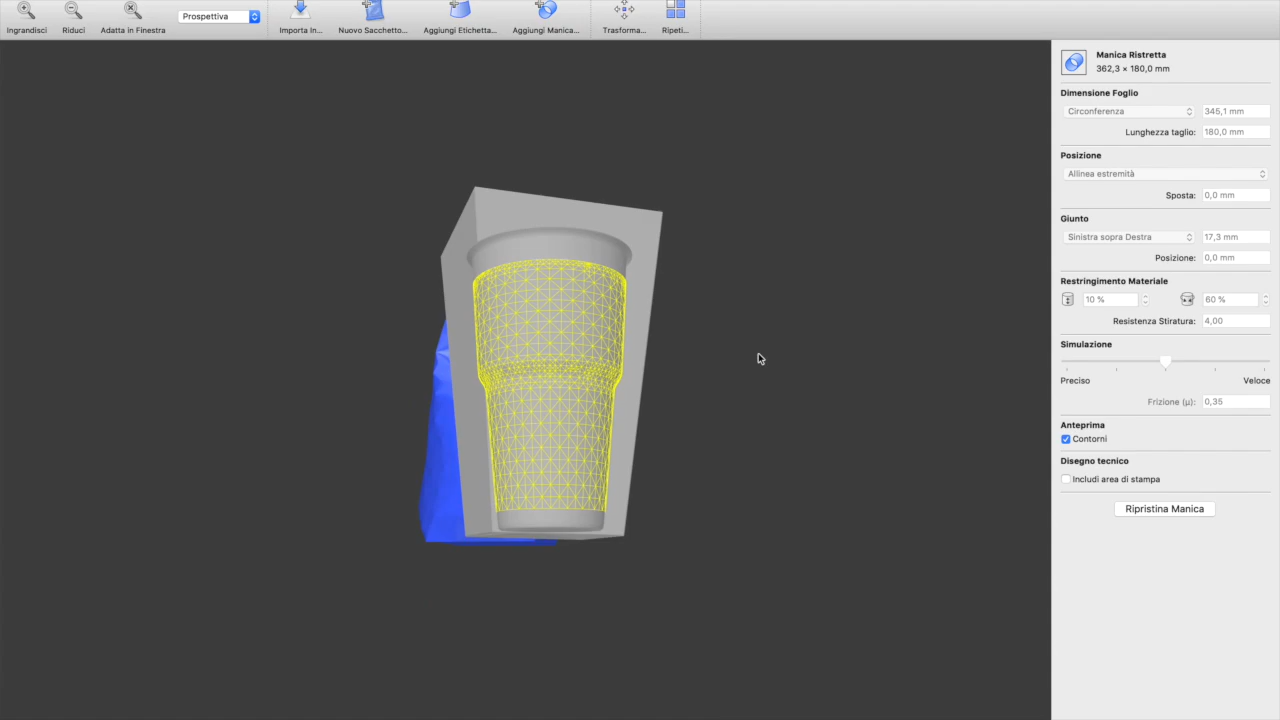 Prospettiva
Ingrandisci Riduci Adatta in Finestra Importa In... Nuovo Sacchetto... Aggiungi Etichetta... Aggiungi Manica... Trasforma... Ripeti...
Manica Ristretta
362,3 × 180,0 mm
Dimensione Foglio
Circonferenza 345,1 mm
Lunghezza taglio: 180,0 mm
Posizione
Allinea estremità
Sposta: 0,0 mm
Giunto
Sinistra sopra Destra 17,3 mm
Posizione: 0,0 mm
Restringimento Materiale
10 % 60 %
Resistenza Stiratura: 4,00
Simulazione
Preciso Veloce
Frizione (µ): 0,35
Anteprima
Contorni
Disegno tecnico
Includi area di stampa
Ripristina Manica